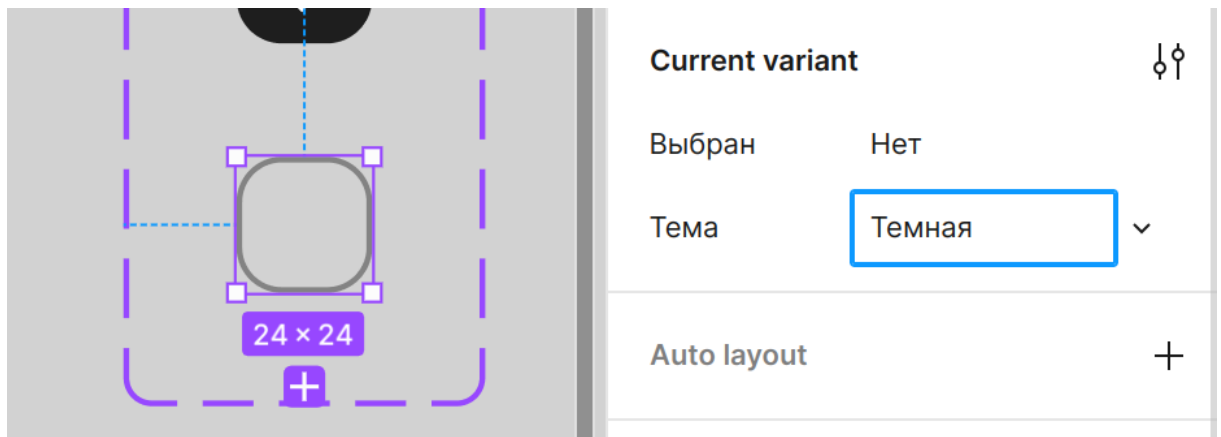 Current variant
Выбран Нет
Тема Темная
24 × 24
Auto layout